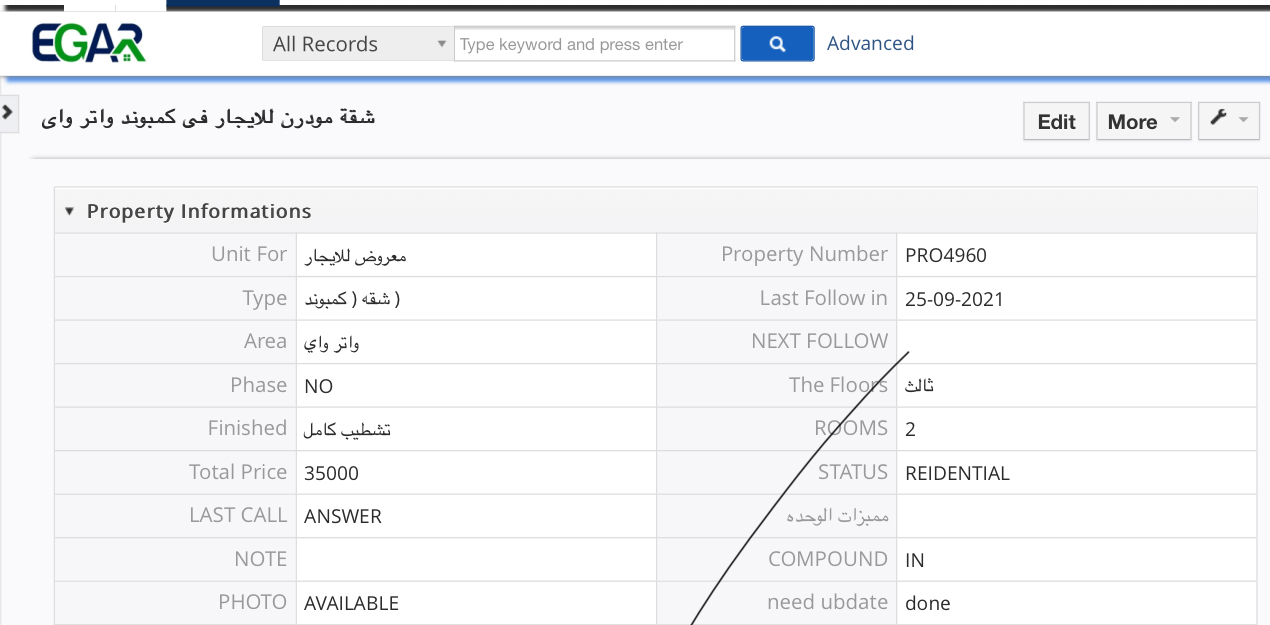 EGAR
All Records Type keyword and press enter Advanced
شقة مودرن للايجار فى كمبوند واتر واى
Edit More
Property Informations
Unit For معروض للايجار Property Number PRO4960
Type ( شقه ( كمبوند Last Follow in 25-09-2021
Area واتر واي NEXT FOLLOW
Phase NO The Floors ثالث
Finished تشطيب كامل ROOMS 2
Total Price 35000 STATUS REIDENTIAL
LAST CALL ANSWER مميزات الوحده
NOTE COMPOUND IN
PHOTO AVAILABLE need ubdate done